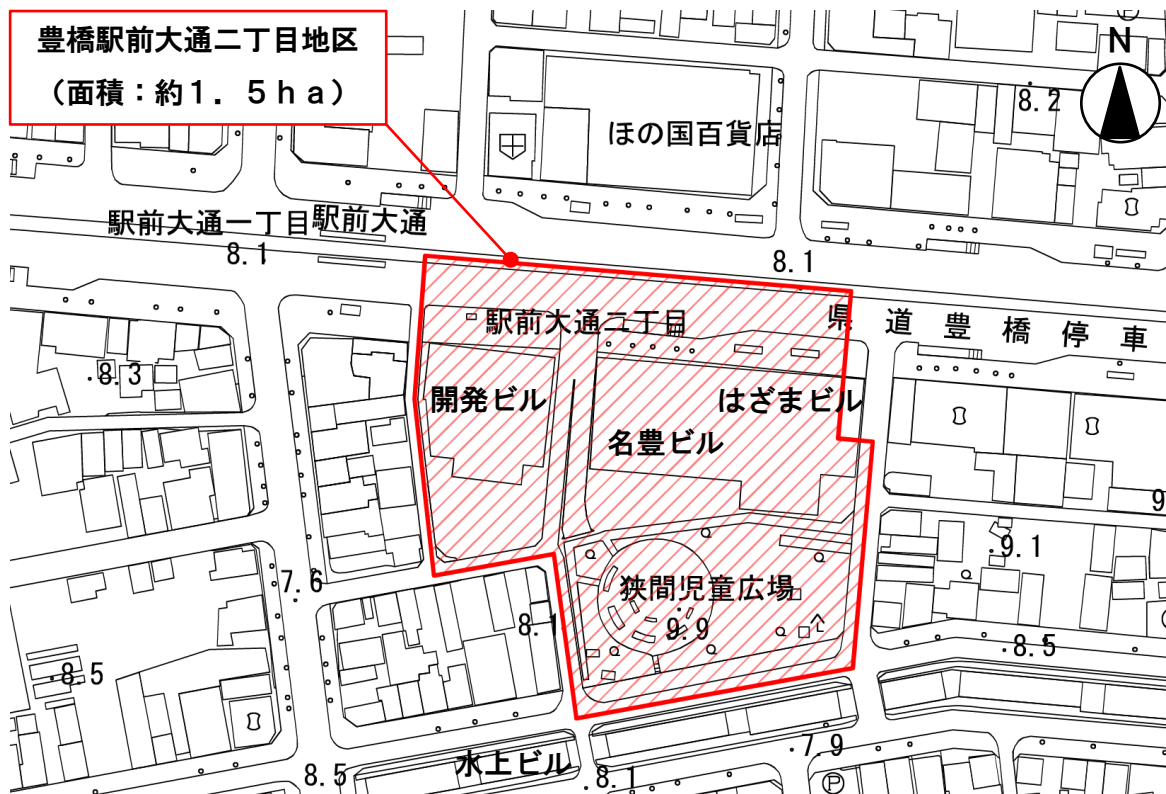 豊橋駅前大通二丁目地区
（面積：約１．５ｈａ）
N
8.2
ほの国百貨店
駅前大通一丁目
駅前大通
8.1
8.1
駅前大通二丁目
県道豊橋停車
8.3
開発ビル
はざまビル
名豊ビル
9
9.1
7.6
狭間児童広場
8.1
9.9
8.5
8.5
7.9
水上ビル
8.5
8.1
P